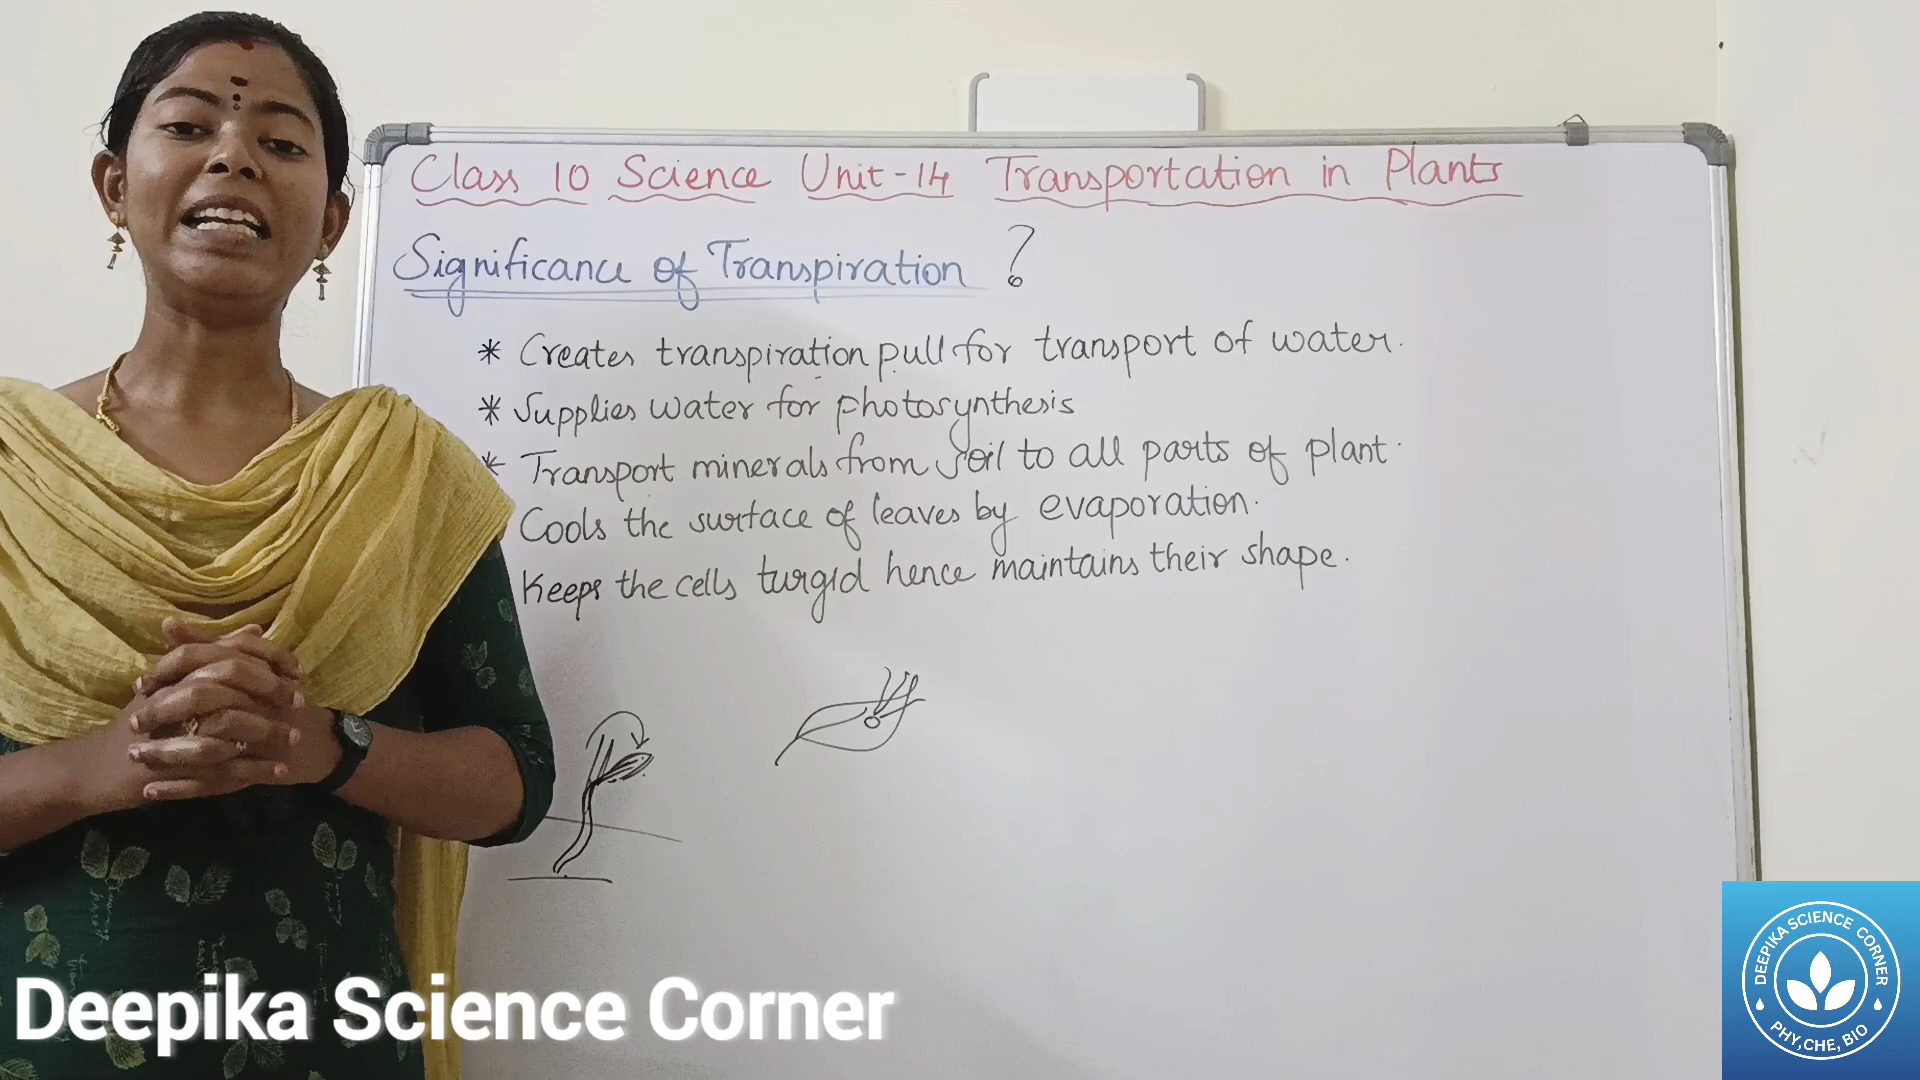 Class 10 Science Unit-14 Transportation in Plants
Significance of Transpiration ?
* Creates transpiration pull for transport of water.
* Supplies water for photosynthesis
* Transport minerals from soil to all parts of plant.
Cools the surface of leaves by evaporation.
Keeps the cells turgid hence maintains their shape.
Deepika Science Corner
DEEPIKA SCIENCE CORNER
PHY, CHE, BIO